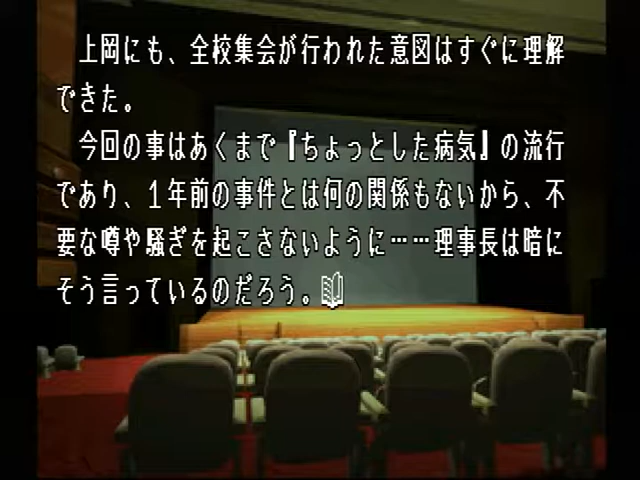 上岡にも、全校集会が行われた意図はすぐに理解
できた。
　今回の事はあくまで『ちょっとした病気』の流行
であり、１年前の事件とは何の関係もないから、不
要な噂や騒ぎを起こさないように……理事長は暗に
そう言っているのだろう。